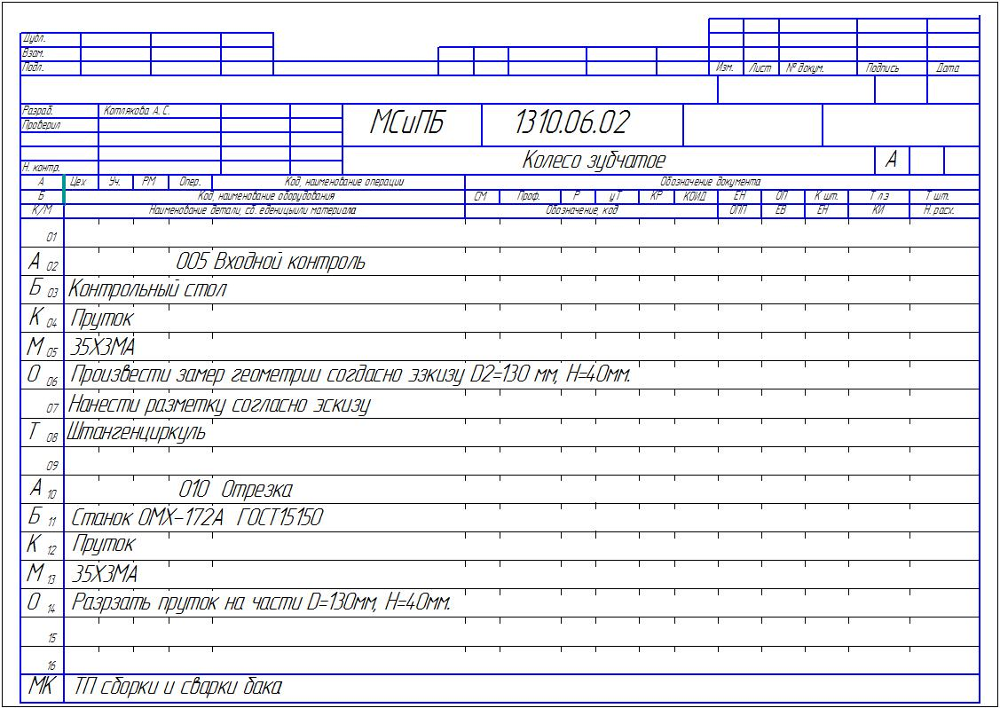 Дубл.
Взам.
Подл.
Изм. Лист № докум. Подпись Дата
Разраб. Котлякова А. С.
Проверил
МСиПБ 1310.06.02
Н. контр.
Колесо зубчатое А
А Цех Уч. РМ Опер. Код, наименование операции Обозначение документа
Б Код, наименование оборудования СМ Проф. Р уТ КР КОИД ЕН ОП К шт. Т п.з Т шт.
К/М Наименование детали, сб. еденицыили материала Обозначение, код ОПП ЕВ ЕН КИ Н. расх.
01
А 02 005 Входной контроль
Б 03 Контрольный стол
К 04 Пруток
М 05 35Х3МА
О 06 Произвести замер геометрии согдасно эзкизу D2=130 мм, Н=40мм.
07 Нанести разметку согласно эскизу
Т 08 Штангенциркуль
09
А 10 010 Отрезка
Б 11 Станок ОМХ-172А ГОСТ15150
К 12 Пруток
М 13 35Х3МА
О 14 Разрзать пруток на части D=130мм, Н=40мм.
15
16
МК ТП сборки и сварки бака